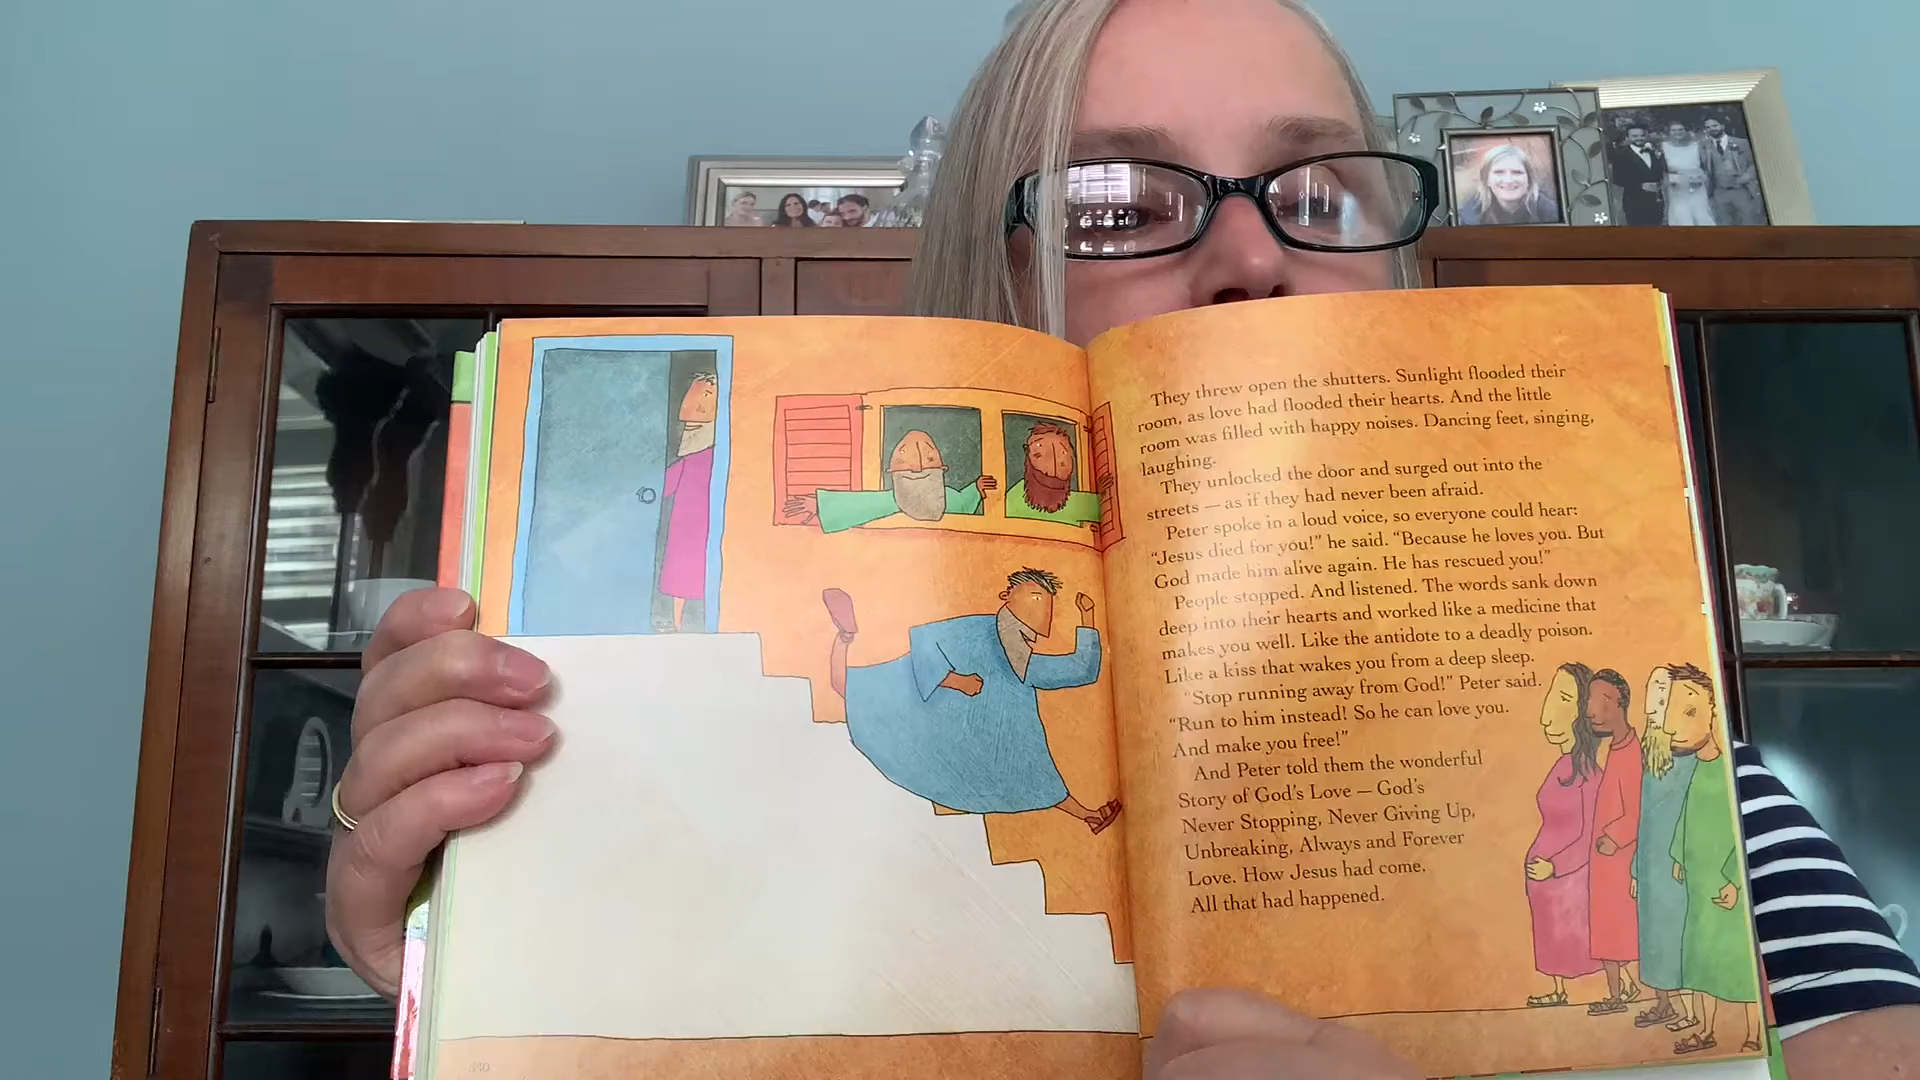 They threw open the shutters. Sunlight flooded their
room, as love had flooded their hearts. And the little
room was filled with happy noises. Dancing feet, singing,
laughing.
They unlocked the door and surged out into the
streets — as if they had never been afraid.
Peter spoke in a loud voice, so everyone could hear:
“Jesus died for you!” he said. “Because he loves you. But
God made him alive again. He has rescued you!”
People stopped. And listened. The words sank down
deep into their hearts and worked like a medicine that
makes you well. Like the antidote to a deadly poison.
Like a kiss that wakes you from a deep sleep.
“Stop running away from God!” Peter said.
“Run to him instead! So he can love you.
And make you free!”
And Peter told them the wonderful
Story of God’s Love — God’s
Never Stopping, Never Giving Up,
Unbreaking, Always and Forever
Love. How Jesus had come.
All that had happened.